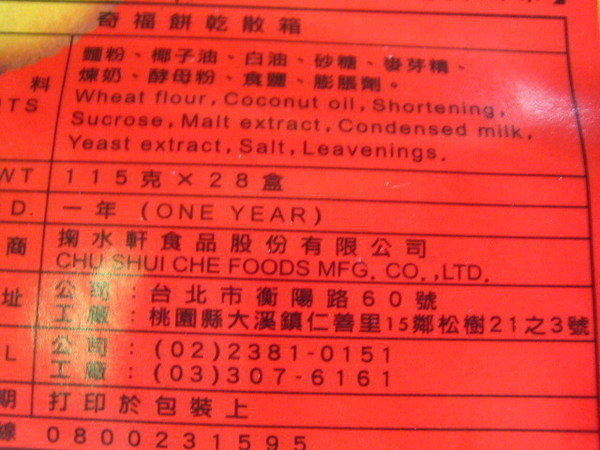 奇福餅乾散箱
麵粉、椰子油、白油、砂糖、麥芽精、
料 煉奶、酵母粉、食鹽、膨脹劑。
NTS Wheat flour, Coconut oil, Shortening,
Sucrose, Malt extract, Condensed milk,
Yeast extract, Salt, Leavenings.
WT 115克×28盒
D. 一年 (ONE YEAR)
商 掬水軒食品股份有限公司
CHU SHUI CHE FOODS MFG. CO.,LTD.
址 公司:台北市衡陽路60號
工廠:桃園縣大溪鎮仁善里15鄰松樹21之3號
L 公司:(02)2381-0151
工廠:(03)307-6161
期 打印於包裝上
線 0800231595